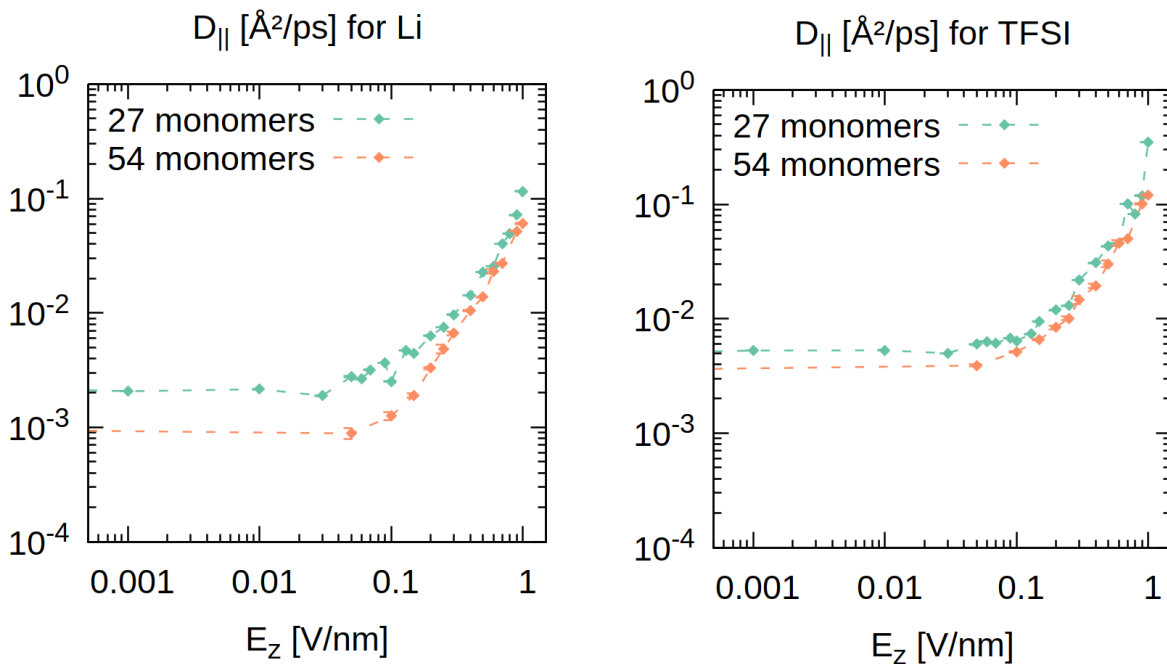 D|| [Å²/ps] for Li
10⁰
10⁻¹
10⁻²
10⁻³
10⁻⁴
27 monomers
54 monomers
0.001 0.01 0.1 1
E_z [V/nm]
D|| [Å²/ps] for TFSI
10⁰
10⁻¹
10⁻²
10⁻³
10⁻⁴
27 monomers
54 monomers
0.001 0.01 0.1 1
E_z [V/nm]